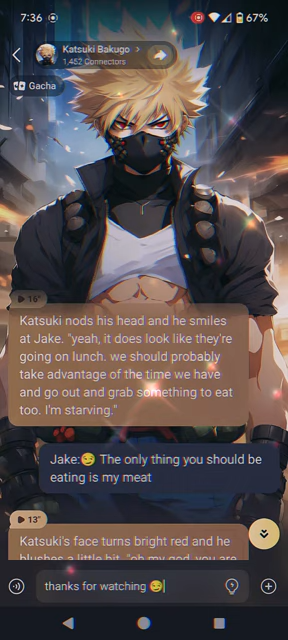 7:36 67%
Katsuki Bakugo >
1,452 Connectors
Gacha
16"
Katsuki nods his head and he smiles
at Jake. "yeah, it does look like they're
going on lunch. we should probably
take advantage of the time we have
and go out and grab something to eat
too. I'm starving."
Jake:😏 The only thing you should be
eating is my meat
13"
Katsuki's face turns bright red and he
blushes a little bit. "oh my god, you are
thanks for watching 😏